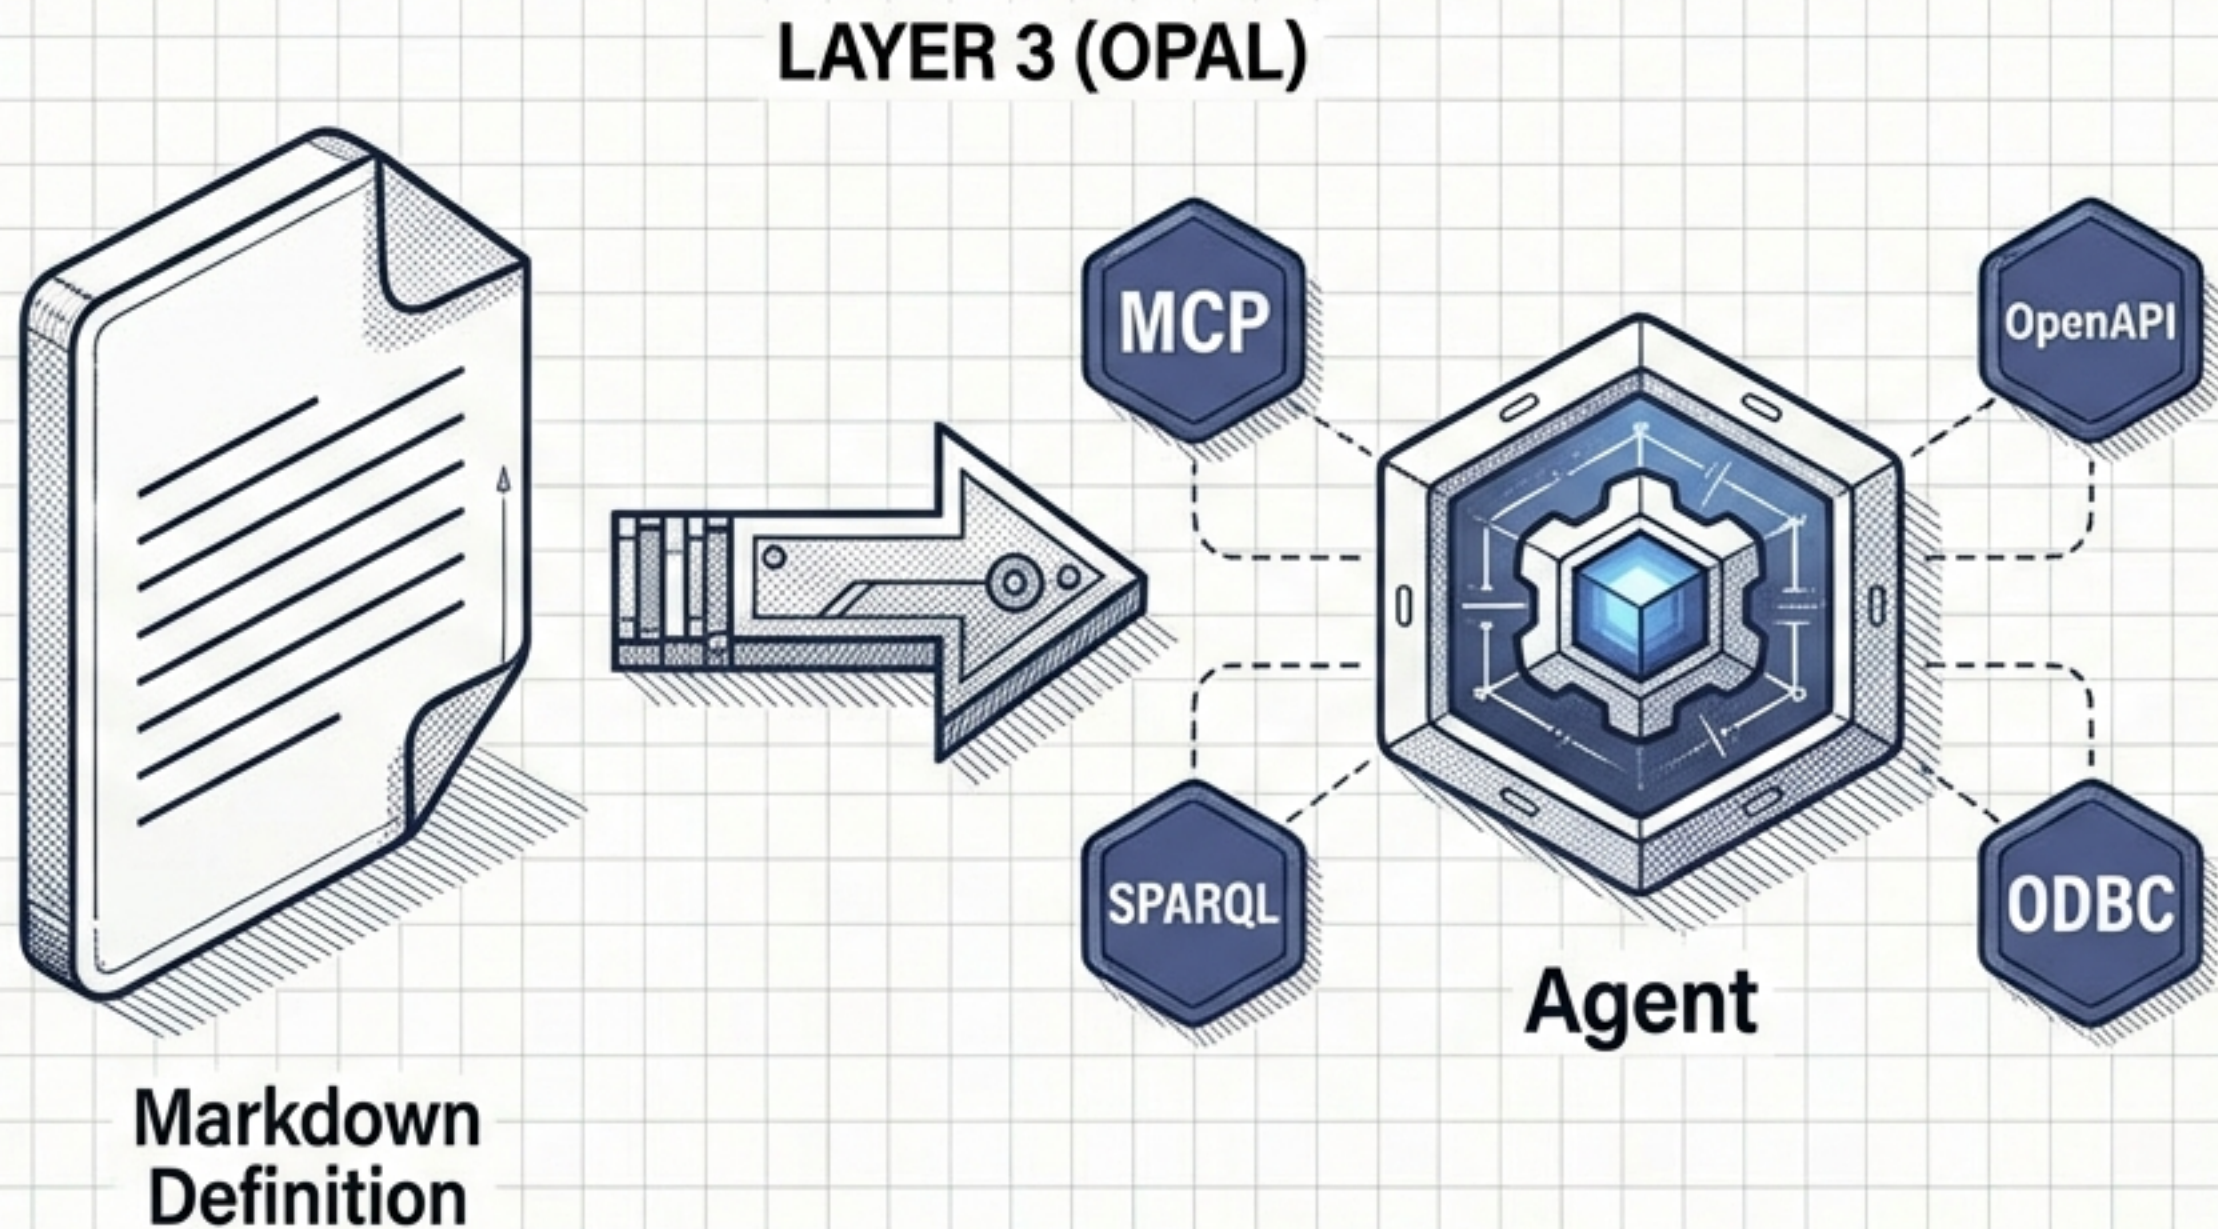 LAYER 3 (OPAL)
MCP
OpenAPI
SPARQL
ODBC
Agent
Markdown
Definition